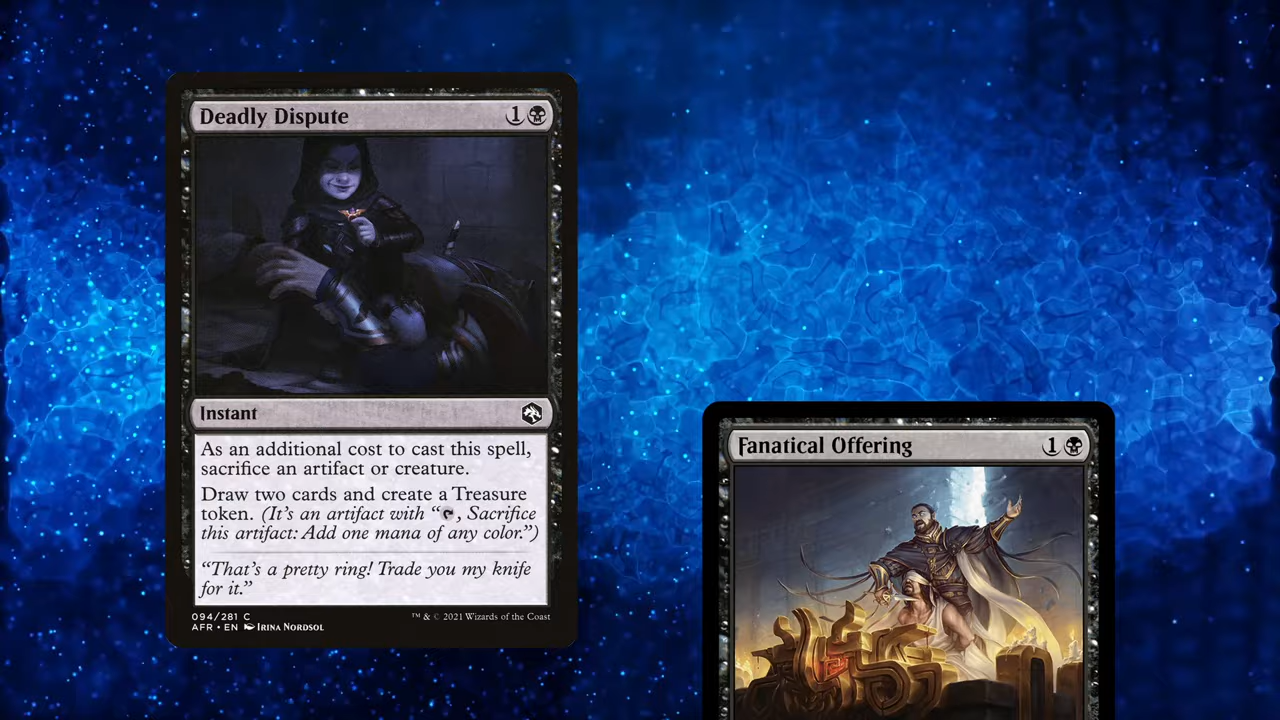 Deadly Dispute 1
Instant
As an additional cost to cast this spell,
sacrifice an artifact or creature.
Draw two cards and create a Treasure
token. (It's an artifact with “, Sacrifice
this artifact: Add one mana of any color.”)
“That's a pretty ring! Trade you my knife
for it.”
094/281 C
AFR • EN Irina Nordsol
™ & © 2021 Wizards of the Coast
Fanatical Offering 1